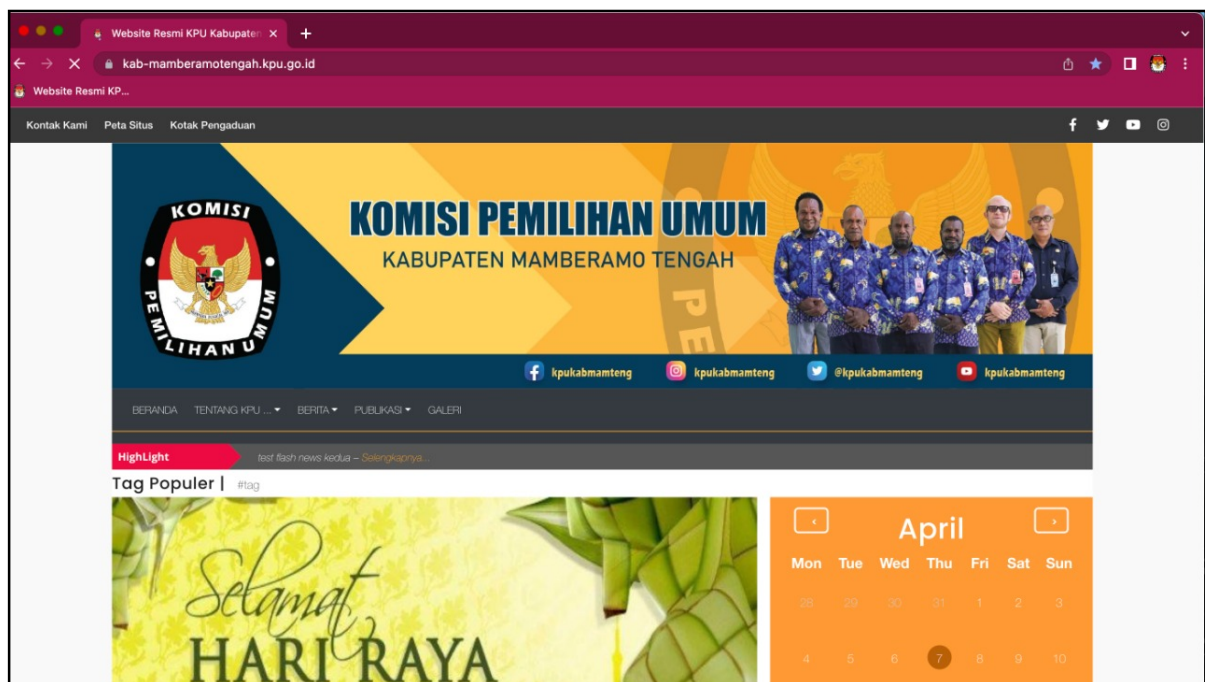 Website Resmi KPU Kabupaten
kab-mamberamotengah.kpu.go.id
Website Resmi KP...
Kontak Kami Peta Situs Kotak Pengaduan
KOMISI
PEMILIHAN UMUM
KOMISI PEMILIHAN UMUM
KABUPATEN MAMBERAMO TENGAH
PE
kpukabmamteng kpukabmamteng @kpukabmamteng kpukabmamteng
BERANDA TENTANG KPU ... BERITA PUBLIKASI GALERI
HighLight test flash news kedua – Selengkapnya...
Tag Populer | #tag
Selamat
HARI RAYA
April
Mon Tue Wed Thu Fri Sat Sun
28 29 30 31 1 2 3
4 5 6 7 8 9 10